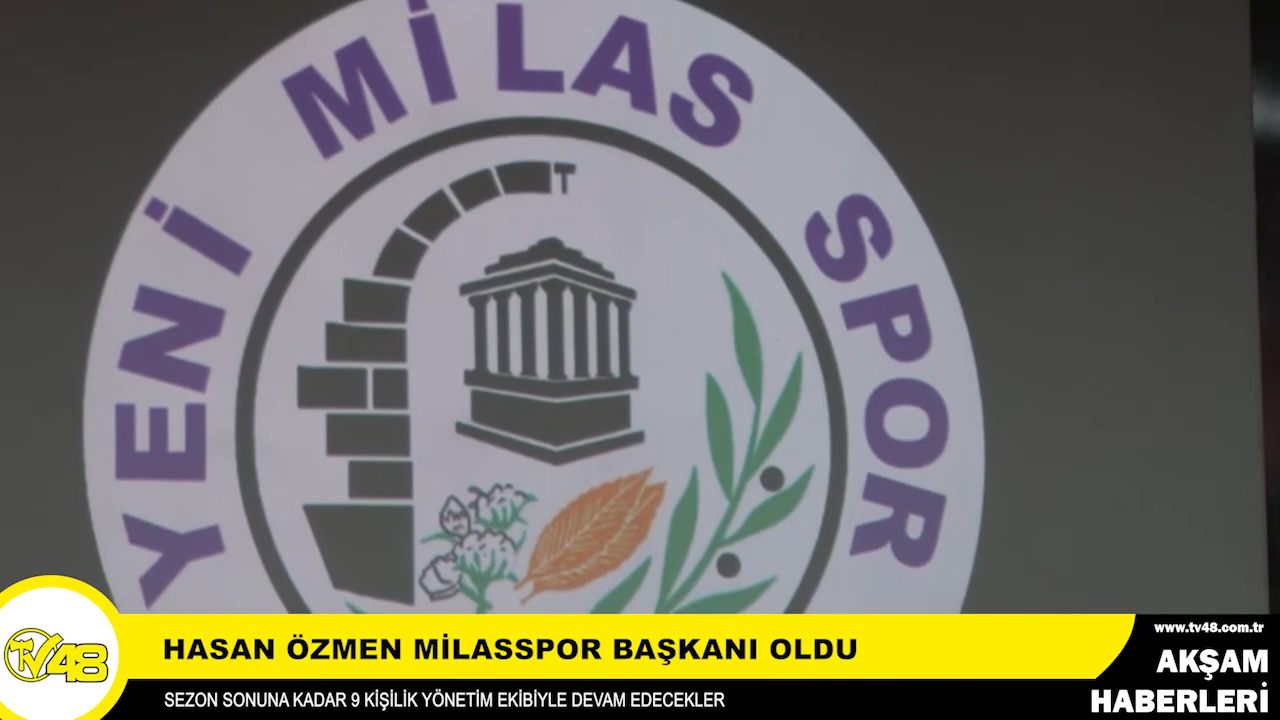 YENİ MİLAS SPOR
HASAN ÖZMEN MİLASSPOR BAŞKANI OLDU
SEZON SONUNA KADAR 9 KİŞİLİK YÖNETİM EKİBİYLE DEVAM EDECEKLER
TV48
www.tv48.com.tr
AKŞAM
HABERLERİ